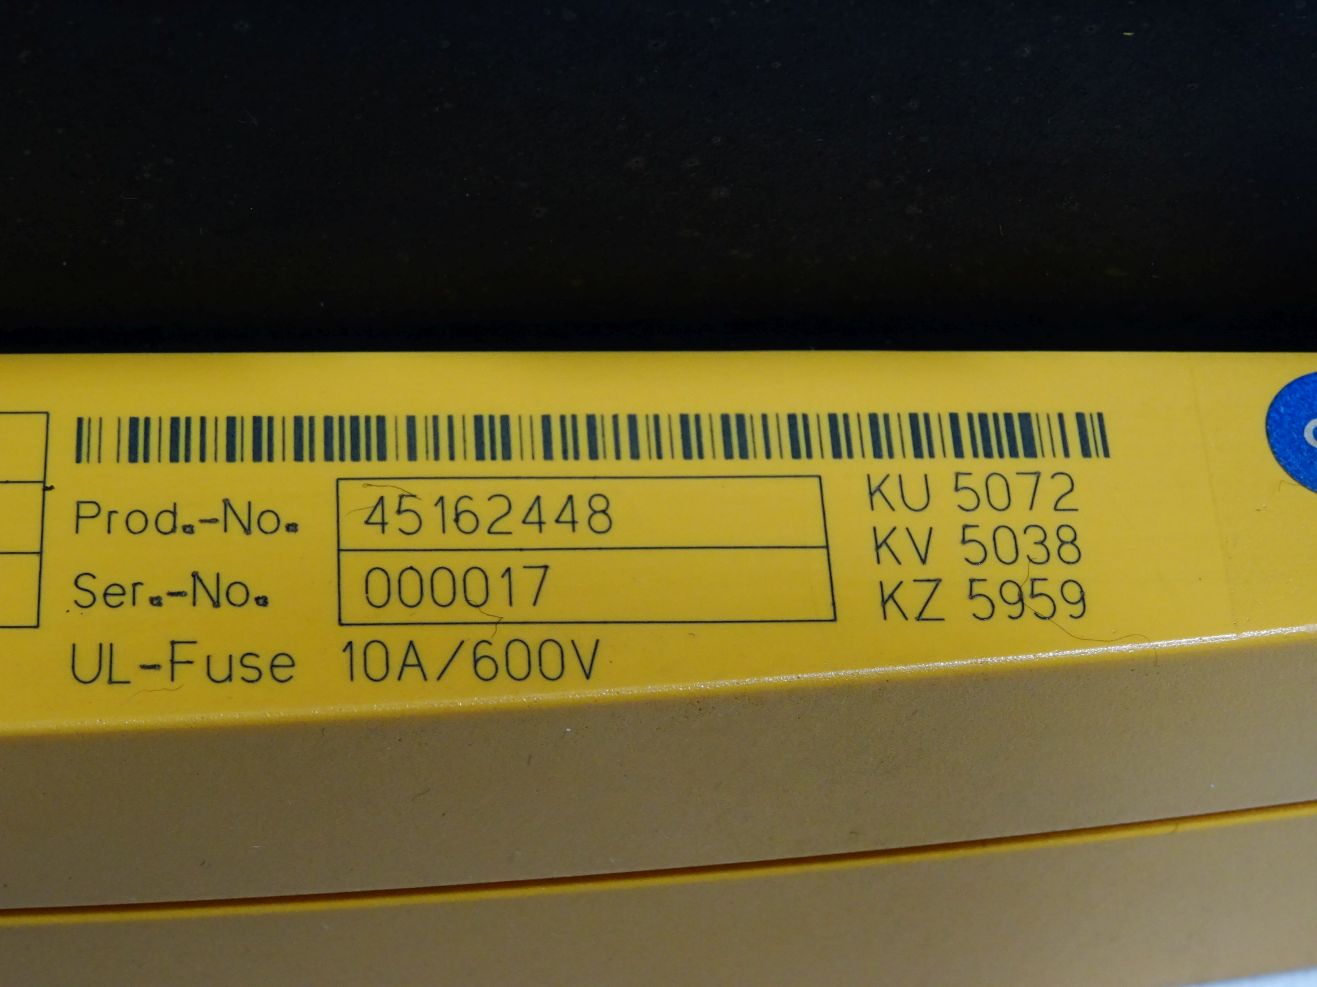 Prod.-No. 45162448
Ser.-No. 000017
UL-Fuse 10A/600V
KU 5072
KV 5038
KZ 5959